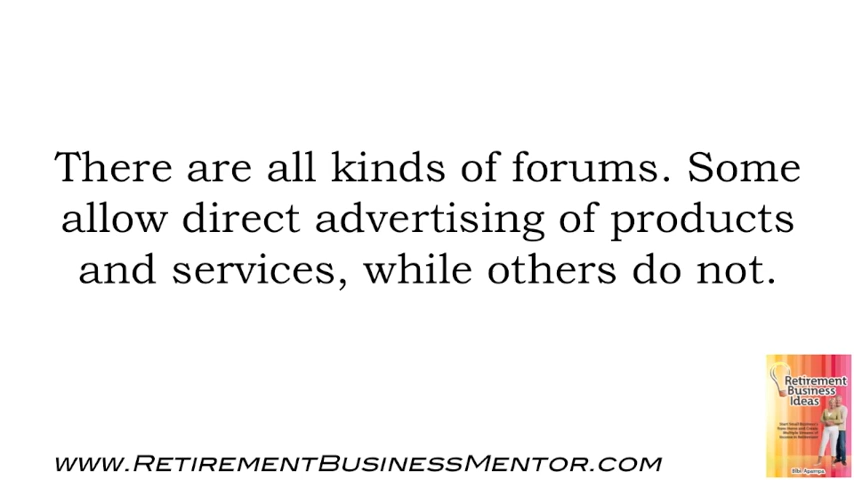 There are all kinds of forums. Some
allow direct advertising of products
and services, while others do not.
Retirement
Business
Ideas
www.RetirementBusinessMentor.com